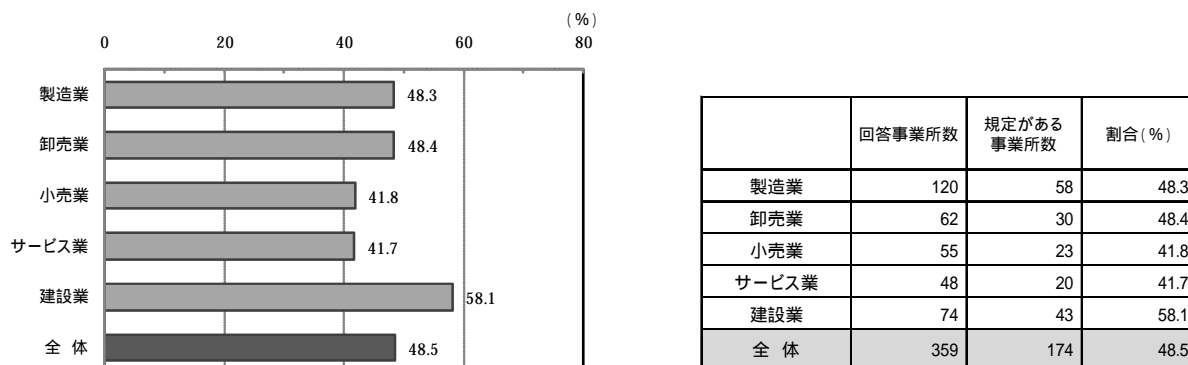 (%)
0 20 40 60 80
製造業 48.3
卸売業 48.4
小売業 41.8
サービス業 41.7
建設業 58.1
全 体 48.5
回答事業所数 規定がある事業所数 割合(%)
製造業 120 58 48.3
卸売業 62 30 48.4
小売業 55 23 41.8
サービス業 48 20 41.7
建設業 74 43 58.1
全 体 359 174 48.5